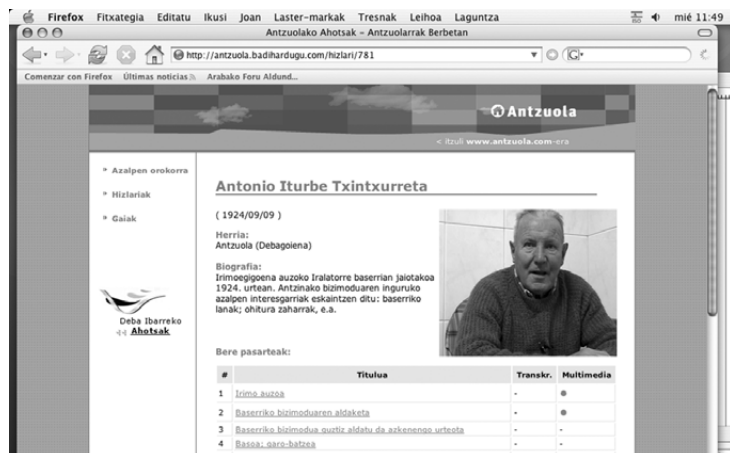 Firefox Fitxategia Editatu Ikusi Joan Laster-markak Tresnak Leihoa Laguntza mié 11:49
Antzuolako Ahotsak – Antzuolarrak Berbetan
http://antzuola.badihardugu.com/hizlari/781
Comenzar con Firefox Últimas noticias Arabako Foru Aldund...
Antzuola
< itzuli www.antzuola.com-era
» Azalpen orokorra
» Hizlariak
» Gaiak
Deba Ibarreko
Ahotsak
Antonio Iturbe Txintxurreta
( 1924/09/09 )
Herria:
Antzuola (Debagoiena)
Biografia:
Irimoegigoena auzoko Iralatorre baserrian jaiotakoa
1924. urtean. Antzinako bizimoduaren inguruko
azalpen interesgarriak eskaintzen ditu: baserriko
lanak; ohitura zaharrak, e.a.
Bere pasarteak:
# Titulua Transkr. Multimedia
1 Irimo auzoa -
2 Baserriko bizimoduaren aldaketa -
3 Baserriko bizimodua guztiz aldatu da azkenengo urteota - -
4 Basoa; garo-batzea - -